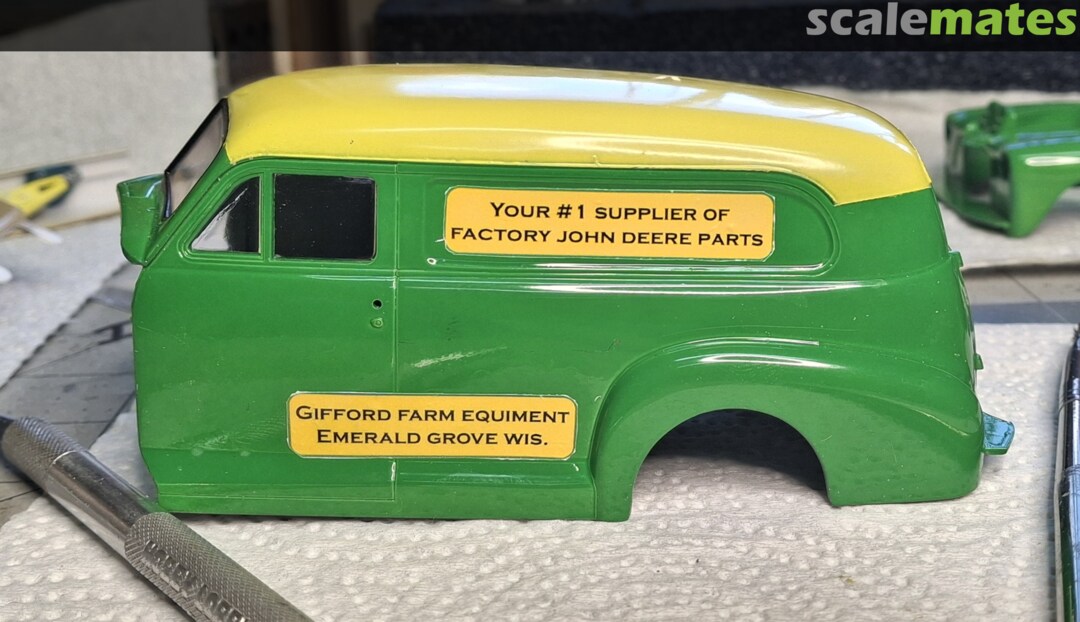 scalemates
YOUR #1 SUPPLIER OF
FACTORY JOHN DEERE PARTS
GIFFORD FARM EQUIMENT
EMERALD GROVE WIS.